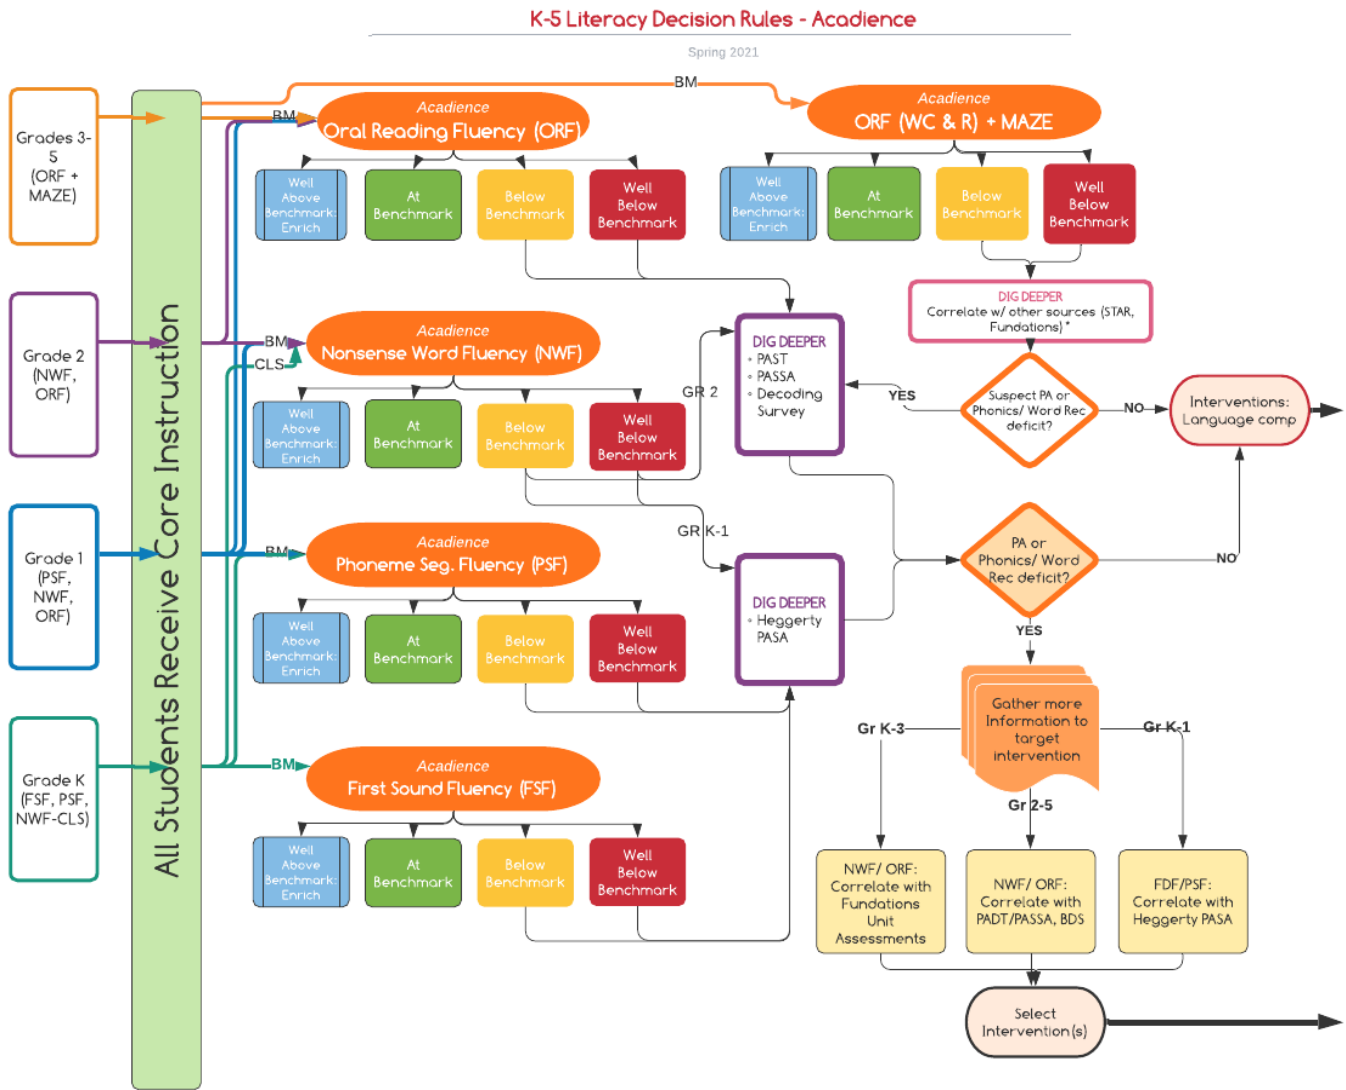 K-5 Literacy Decision Rules - Acadience
Spring 2021
Grades 3-
5
(ORF +
MAZE)
Grade 2
(NWF,
ORF)
Grade 1
(PSF,
NWF,
ORF)
Grade K
(FSF, PSF,
NWF-CLS)
All Students Receive Core Instruction
BM
BM
BM
CLS
BM
BM
Acadience
Oral Reading Fluency (ORF)
Well
Above
Benchmark:
Enrich
At
Benchmark
Below
Benchmark
Well
Below
Benchmark
Acadience
ORF (WC & R) + MAZE
Well
Above
Benchmark:
Enrich
At
Benchmark
Below
Benchmark
Well
Below
Benchmark
Acadience
Nonsense Word Fluency (NWF)
Well
Above
Benchmark:
Enrich
At
Benchmark
Below
Benchmark
Well
Below
Benchmark
GR 2
GR K-1
Acadience
Phoneme Seg. Fluency (PSF)
Well
Above
Benchmark:
Enrich
At
Benchmark
Below
Benchmark
Well
Below
Benchmark
Acadience
First Sound Fluency (FSF)
Well
Above
Benchmark:
Enrich
At
Benchmark
Below
Benchmark
Well
Below
Benchmark
DIG DEEPER
◦ PAST
◦ PASSA
◦ Decoding
Survey
DIG DEEPER
◦ Heggerty
PASA
DIG DEEPER
Correlate w/ other sources (STAR,
Fundations) *
Suspect PA or
Phonics/ Word Rec
deficit?
YES
NO
Interventions:
Language comp
PA or
Phonics/ Word
Rec deficit?
NO
YES
Gather more
Information to
target
intervention
Gr K-3
Gr K-1
Gr 2-5
NWF/ ORF:
Correlate with
Fundations
Unit
Assessments
NWF/ ORF:
Correlate with
PADT/PASSA, BDS
FDF/PSF:
Correlate with
Heggerty PASA
Select
Intervention(s)